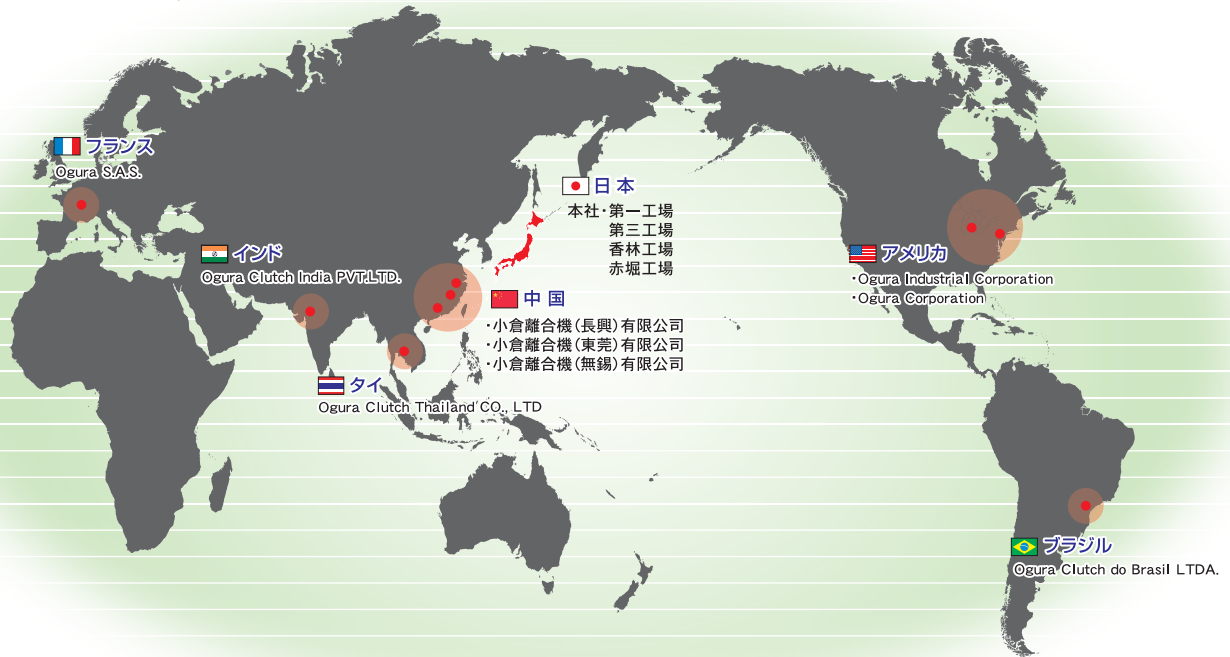 フランス
Ogura S.A.S.
インド
Ogura Clutch India PVT.LTD.
タイ
Ogura Clutch Thailand CO., LTD
日本
本社・第一工場
第三工場
香林工場
赤堀工場
中国
・小倉離合機(長興)有限公司
・小倉離合機(東莞)有限公司
・小倉離合機(無錫)有限公司
アメリカ
・Ogura Industrial Corporation
・Ogura Corporation
ブラジル
Ogura Clutch do Brasil LTDA.